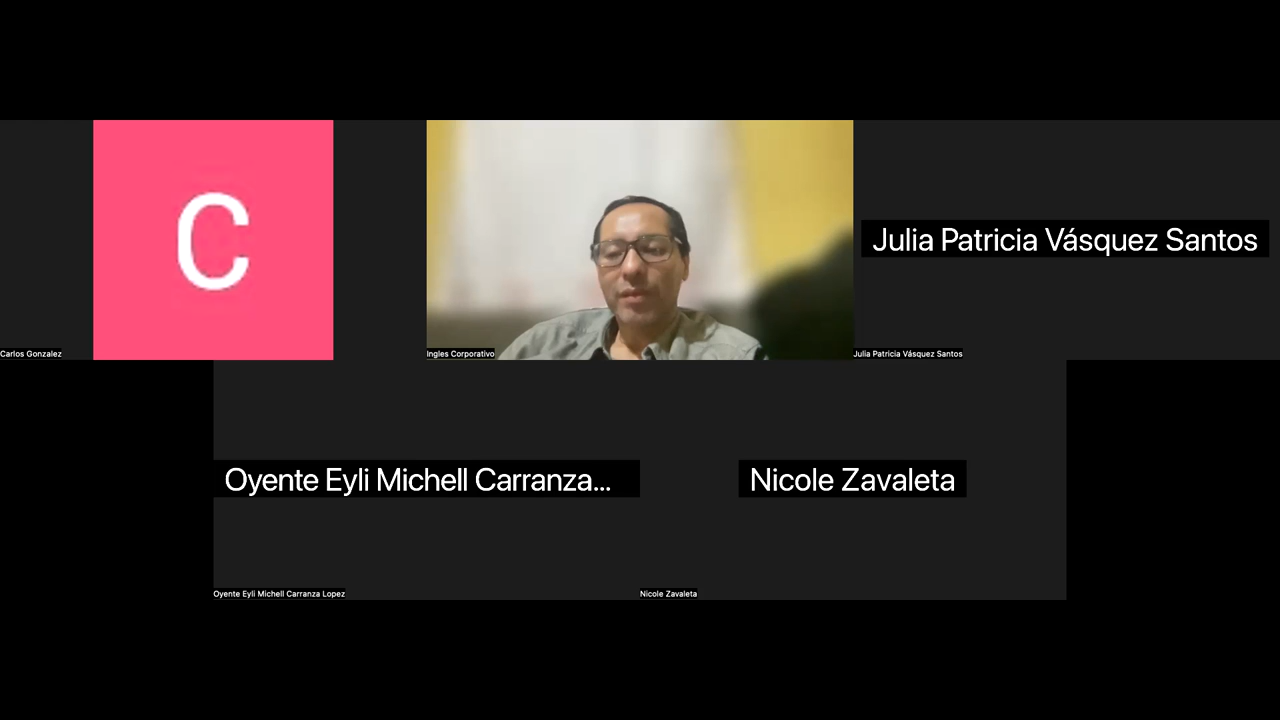 C
Carlos Gonzalez
Ingles Corporativo
Julia Patricia Vásquez Santos
Julia Patricia Vásquez Santos
Oyente Eyli Michell Carranza...
Nicole Zavaleta
Oyente Eyli Michell Carranza Lopez
Nicole Zavaleta